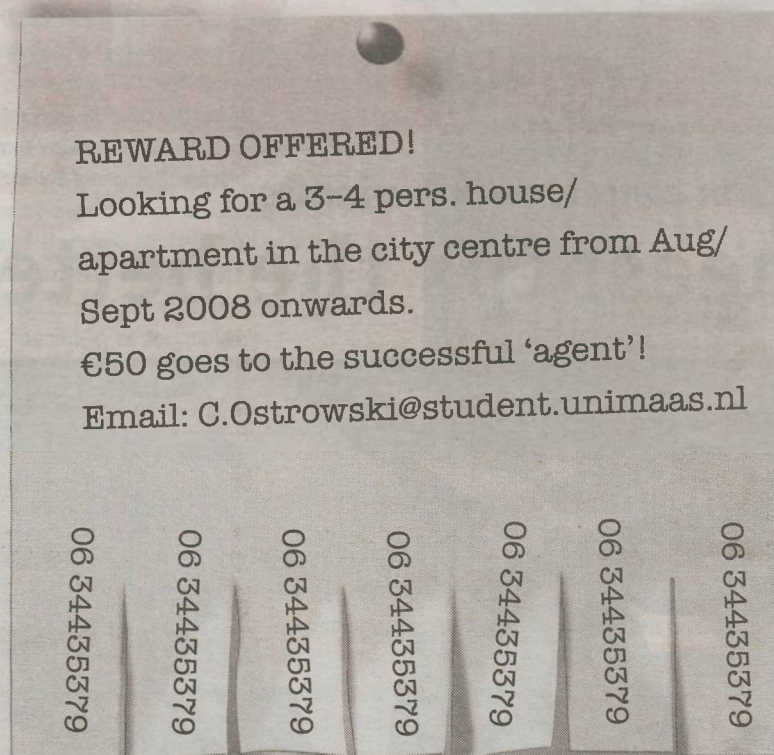 REWARD OFFERED!
Looking for a 3-4 pers. house/
apartment in the city centre from Aug/
Sept 2008 onwards.
€50 goes to the successful 'agent'!
Email: C.Ostrowski@student.unimaas.nl
06 34435379
06 34435379
06 34435379
06 34435379
06 34435379
06 34435379
06 34435379